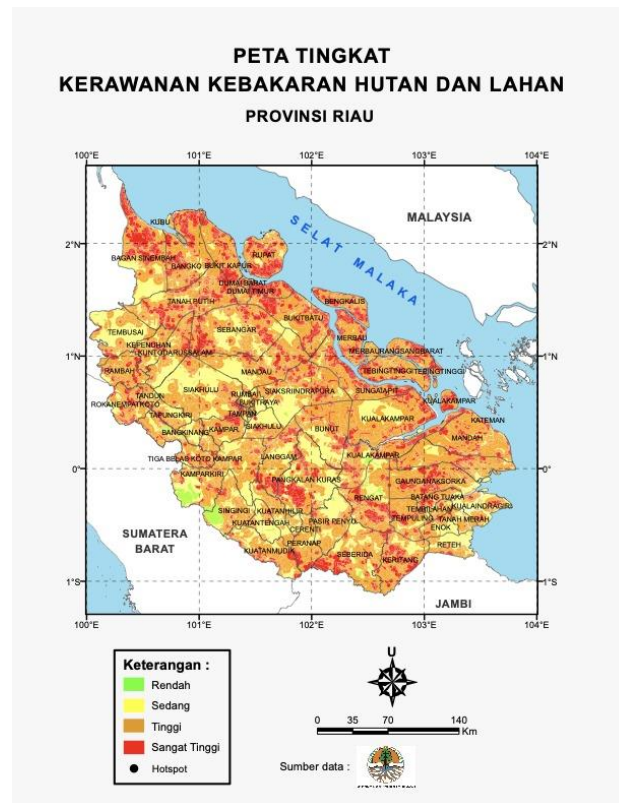 PETA TINGKAT
KERAWANAN KEBAKARAN HUTAN DAN LAHAN
PROVINSI RIAU
100°E 101°E 102°E 103°E 104°E
MALAYSIA
SELAT MALAKA
KUBU
2°N 2°N
RUPAT
BAGAN SINEMBAH
BANGKO
BUKIT KAPUR
DUMAI BARAT
DUMAI TIMUR
TANAH PUTIH
BENGKALIS
BUKITBATU
SEBANGAR
TEMBUSAI
MERBAU
KEPENUHAN
KUNTODARUSSALAM
1°N 1°N
RAMBAH
MANDAU
TEBINGTINGGI
TEBINGTINGGI
SIAKHULU
SIAKSRIINDRAPURA
SUNGAIAPIT
TANDUN
ROKANEMPATKOTO
RUMBAI
BUKITRAYA
KUALAKAMPAR
TAPUNGKIRI
TAMPAN
KUALAKAMPAR
KATEMAN
BANGKINANG
KAMPAR
SIAKHULU
BUNUT
MANDAH
0° 0°
TIGA BELAS KOTO KAMPAR
LANGGAM
KUALAKAMPAR
KAMPARKIRI
PANGKALAN KURAS
RENGAT
BATANG TUAKA
KUALAINDRAGIRI
SINGINGI
KUATANHILIR
TEMBILAHAN
TEMPULING
TANAH MERAH
KUATANTENGAH
PASIR PENYU
CERENTI
ENOK
PERANAP
RETEH
KUATANMUDIK
SEBERIDA
KERITANG
SUMATERA
BARAT
1°S 1°S
JAMBI
100°E 101°E 102°E 103°E 104°E
Keterangan :
Rendah
Sedang
Tinggi
Sangat Tinggi
Hotspot
U
0 35 70 140
Km
Sumber data :